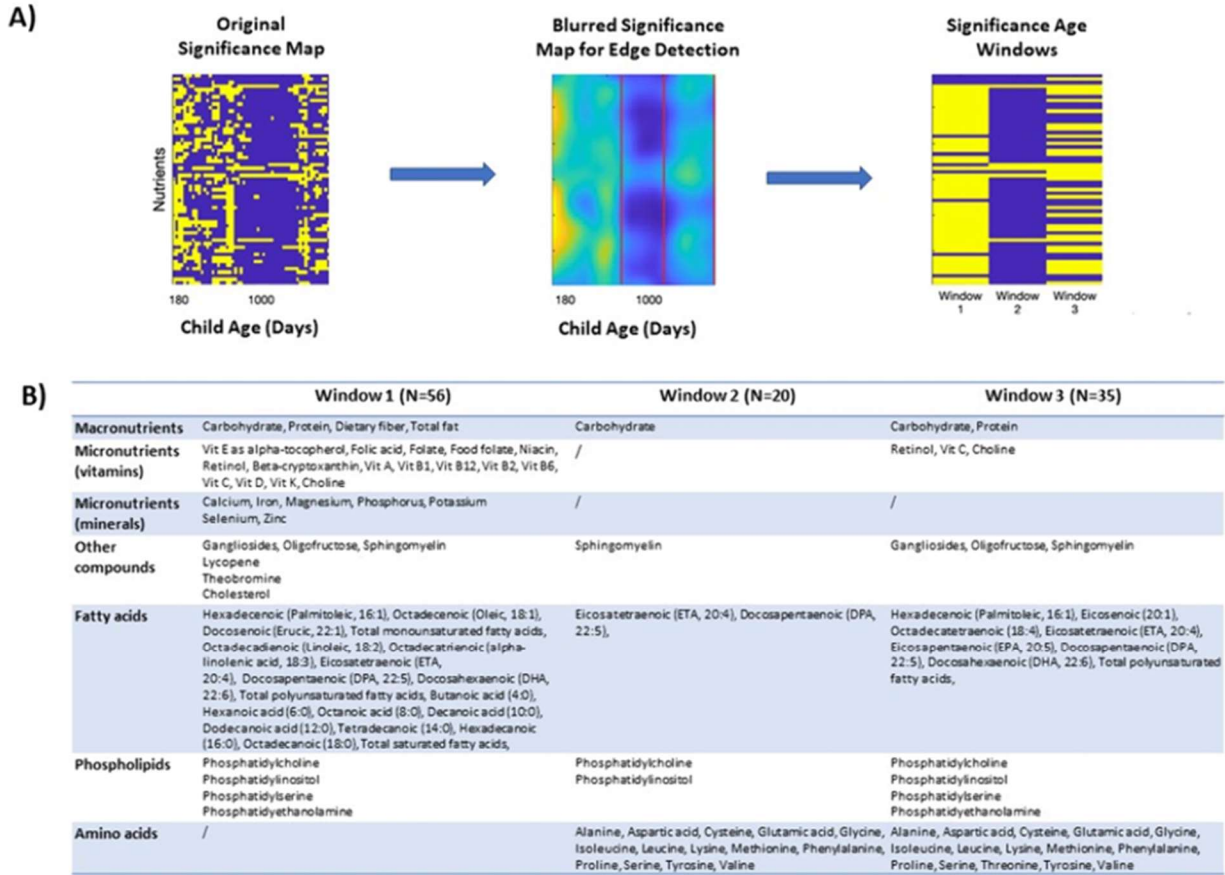 A)
Original
Significance Map
Blurred Significance
Map for Edge Detection
Significance Age
Windows
Nutrients
180 1000
180 1000
Window 1
Window 2
Window 3
Child Age (Days)
Child Age (Days)
B)
Window 1 (N=56) Window 2 (N=20) Window 3 (N=35)
Macronutrients
Carbohydrate, Protein, Dietary fiber, Total fat
Carbohydrate
Carbohydrate, Protein
Micronutrients
(vitamins)
Vit E as alpha-tocopherol, Folic acid, Folate, Food folate, Niacin,
Retinol, Beta-cryptoxanthin, Vit A, Vit B1, Vit B12, Vit B2, Vit B6,
Vit C, Vit D, Vit K, Choline
/
Retinol, Vit C, Choline
Micronutrients
(minerals)
Calcium, Iron, Magnesium, Phosphorus, Potassium
Selenium, Zinc
/
/
Other
compounds
Gangliosides, Oligofructose, Sphingomyelin
Lycopene
Theobromine
Cholesterol
Sphingomyelin
Gangliosides, Oligofructose, Sphingomyelin
Fatty acids
Hexadecenoic (Palmitoleic, 16:1), Octadecenoic (Oleic, 18:1),
Docosenoic (Erucic, 22:1), Total monounsaturated fatty acids,
Octadecadienoic (Linoleic, 18:2), Octadecatrienoic (alpha-
linolenic acid, 18:3), Eicosatetraenoic (ETA,
20:4), Docosapentaenoic (DPA, 22:5), Docosahexaenoic (DHA,
22:6), Total polyunsaturated fatty acids, Butanoic acid (4:0),
Hexanoic acid (6:0), Octanoic acid (8:0), Decanoic acid (10:0),
Dodecanoic acid (12:0), Tetradecanoic (14:0), Hexadecanoic
(16:0), Octadecanoic (18:0), Total saturated fatty acids,
Eicosatetraenoic (ETA, 20:4), Docosapentaenoic (DPA,
22:5),
Hexadecenoic (Palmitoleic, 16:1), Eicosenoic (20:1),
Octadecatetraenoic (18:4), Eicosatetraenoic (ETA, 20:4),
Eicosapentaenoic (EPA, 20:5), Docosapentaenoic (DPA,
22:5), Docosahexaenoic (DHA, 22:6), Total polyunsaturated
fatty acids,
Phospholipids
Phosphatidylcholine
Phosphatidylinositol
Phosphatidylserine
Phosphatidyethanolamine
Phosphatidylcholine
Phosphatidylinositol
Phosphatidylcholine
Phosphatidylinositol
Phosphatidylserine
Phosphatidyethanolamine
Amino acids
/
Alanine, Aspartic acid, Cysteine, Glutamic acid, Glycine,
Isoleucine, Leucine, Lysine, Methionine, Phenylalanine,
Proline, Serine, Tyrosine, Valine
Alanine, Aspartic acid, Cysteine, Glutamic acid, Glycine,
Isoleucine, Leucine, Lysine, Methionine, Phenylalanine,
Proline, Serine, Threonine, Tyrosine, Valine